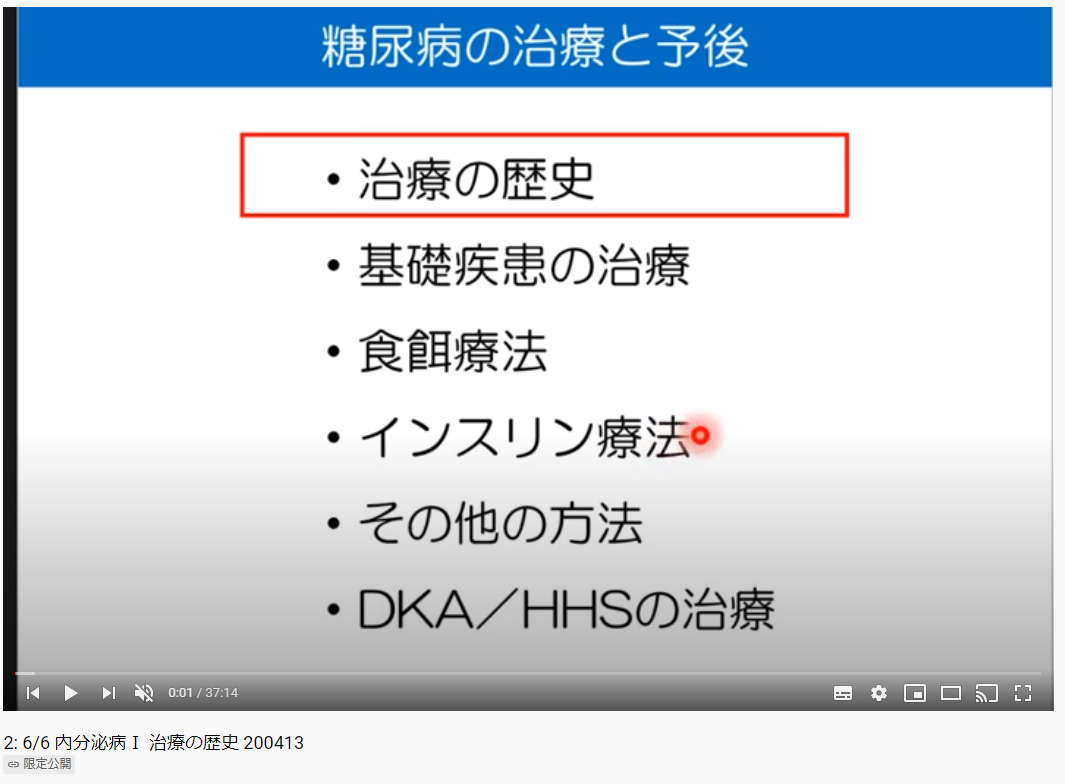 糖尿病の治療と予後
・治療の歴史
・基礎疾患の治療
・食餌療法
・インスリン療法
・その他の方法
・DKA／HHSの治療
0:01 / 37:14
2: 6/6 内分泌病Ⅰ 治療の歴史 200413
限定公開